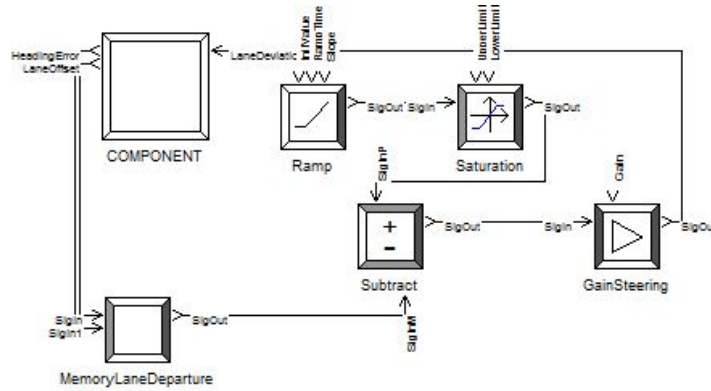 HeadingError
LaneOffset
COMPONENT
LaneDeviatic
InitValue
RampTime
Slope
SigOut
SigIn
Ramp
UpperLimit
LowerLimit
SigOut
Saturation
SigInP
+
-
SigOut
Subtract
SigInM
SigIn
Gain
SigOu
GainSteering
SigIn
SigIn1
SigOut
MemoryLaneDeparture